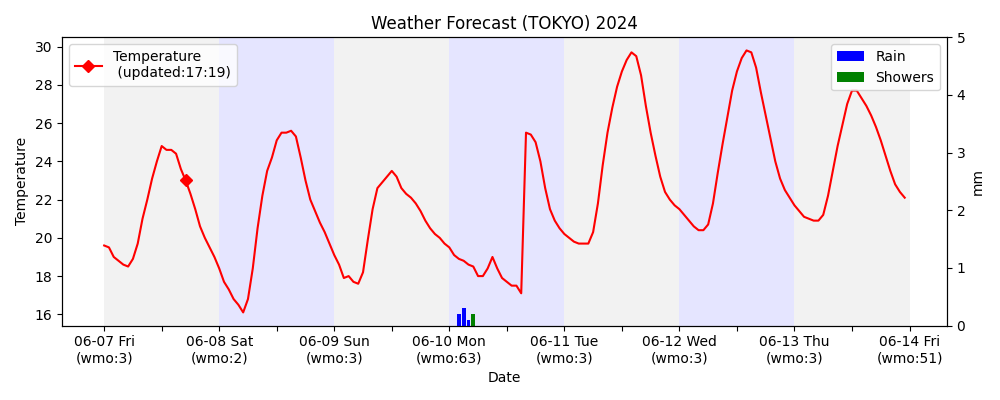 Weather Forecast (TOKYO) 2024
Temperature
(updated:17:19)
Rain
Showers
30
28
26
24
22
20
18
16
Temperature
5
4
3
2
1
0
mm
06-07 Fri
(wmo:3)
06-08 Sat
(wmo:2)
06-09 Sun
(wmo:3)
06-10 Mon
(wmo:63)
06-11 Tue
(wmo:3)
06-12 Wed
(wmo:3)
06-13 Thu
(wmo:3)
06-14 Fri
(wmo:51)
Date